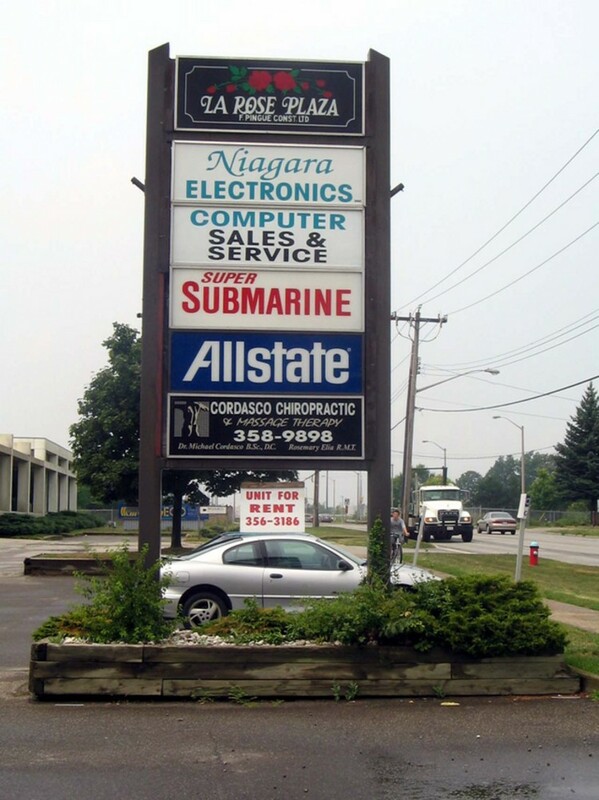 LA ROSE PLAZA
F. PINGUE CONST. LTD
Niagara
ELECTRONICS
COMPUTER
SALES &
SERVICE
SUPER
SUBMARINE
Allstate
CORDASCO CHIROPRACTIC
& MASSAGE THERAPY
358-9898
Dr. Michael Cordasco B.Sc., D.C. Rosemary Elia R.M.T.
UNIT FOR
RENT
356-3186